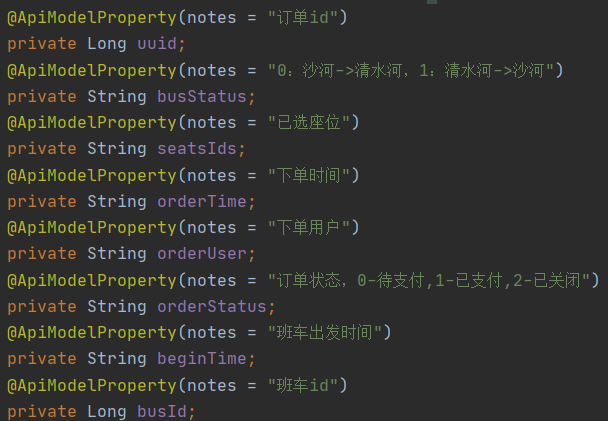 @ApiModelProperty(notes = "订单id")
private Long uuid;
@ApiModelProperty(notes = "0：沙河->清水河，1：清水河->沙河")
private String busStatus;
@ApiModelProperty(notes = "已选座位")
private String seatsIds;
@ApiModelProperty(notes = "下单时间")
private String orderTime;
@ApiModelProperty(notes = "下单用户")
private String orderUser;
@ApiModelProperty(notes = "订单状态，0-待支付,1-已支付,2-已关闭")
private String orderStatus;
@ApiModelProperty(notes = "班车出发时间")
private String beginTime;
@ApiModelProperty(notes = "班车id")
private Long busId;